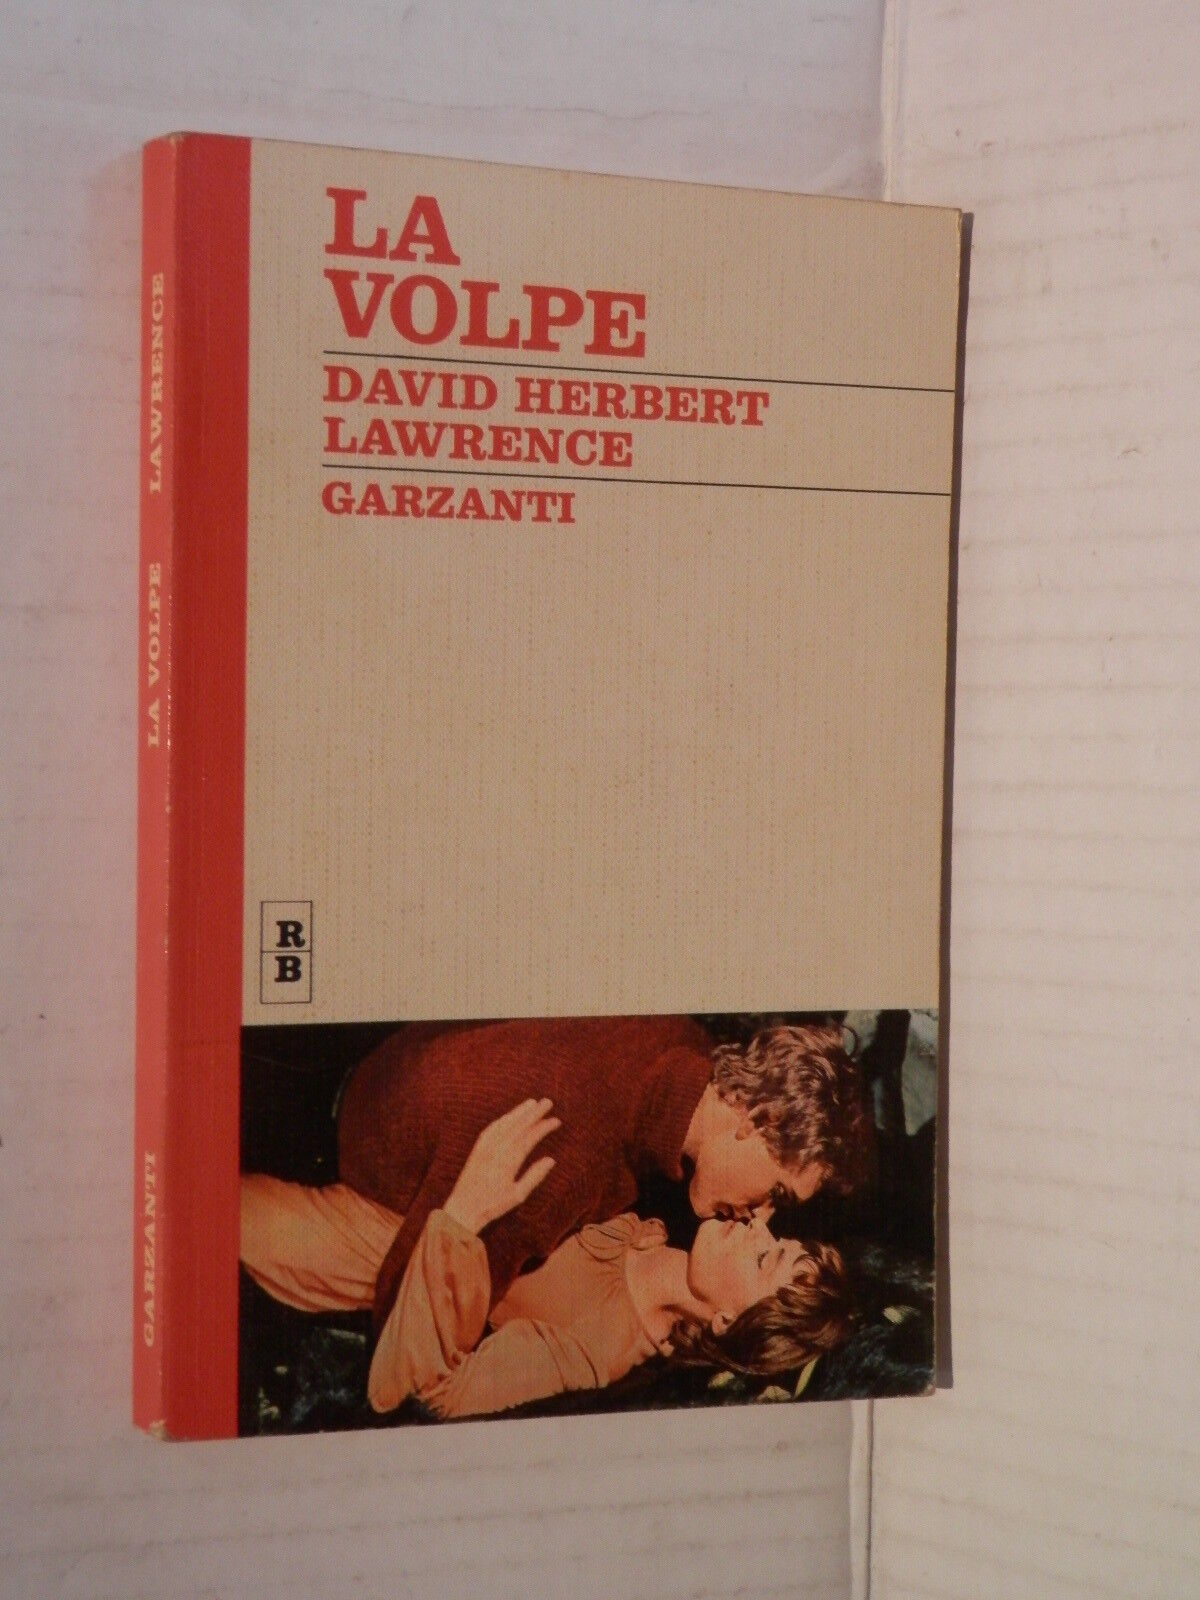 LA
VOLPE
DAVID HERBERT
LAWRENCE
GARZANTI
R
B
GARZANTI LA VOLPE LAWRENCE